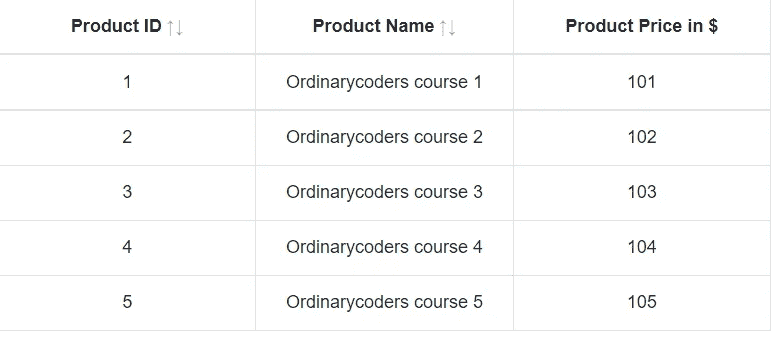 Product ID ↑↓ Product Name ↑↓ Product Price in $
1 Ordinarycoders course 1 101
2 Ordinarycoders course 2 102
3 Ordinarycoders course 3 103
4 Ordinarycoders course 4 104
5 Ordinarycoders course 5 105